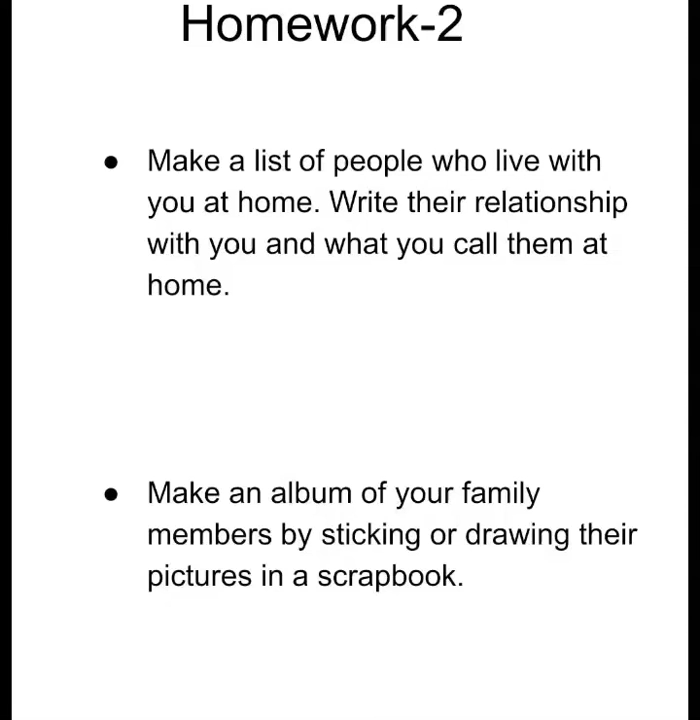 Homework-2
● Make a list of people who live with
you at home. Write their relationship
with you and what you call them at
home.
● Make an album of your family
members by sticking or drawing their
pictures in a scrapbook.